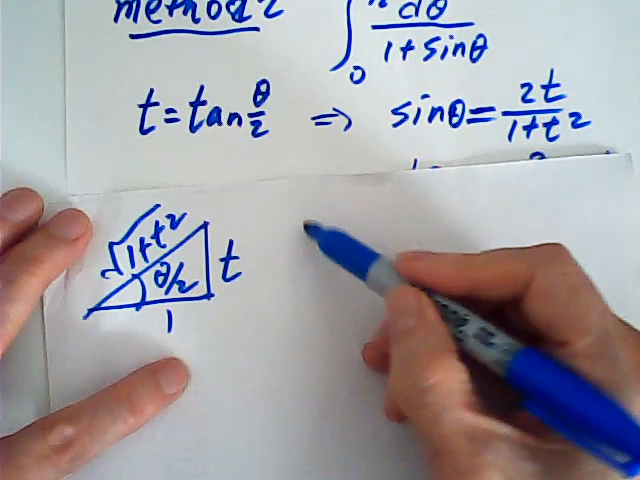 method 2
∫₀ dθ/(1+sinθ)
t = tan θ/2 ⇒ sinθ = 2t/(1+t²)
√(1+t²)
θ/2
t
1